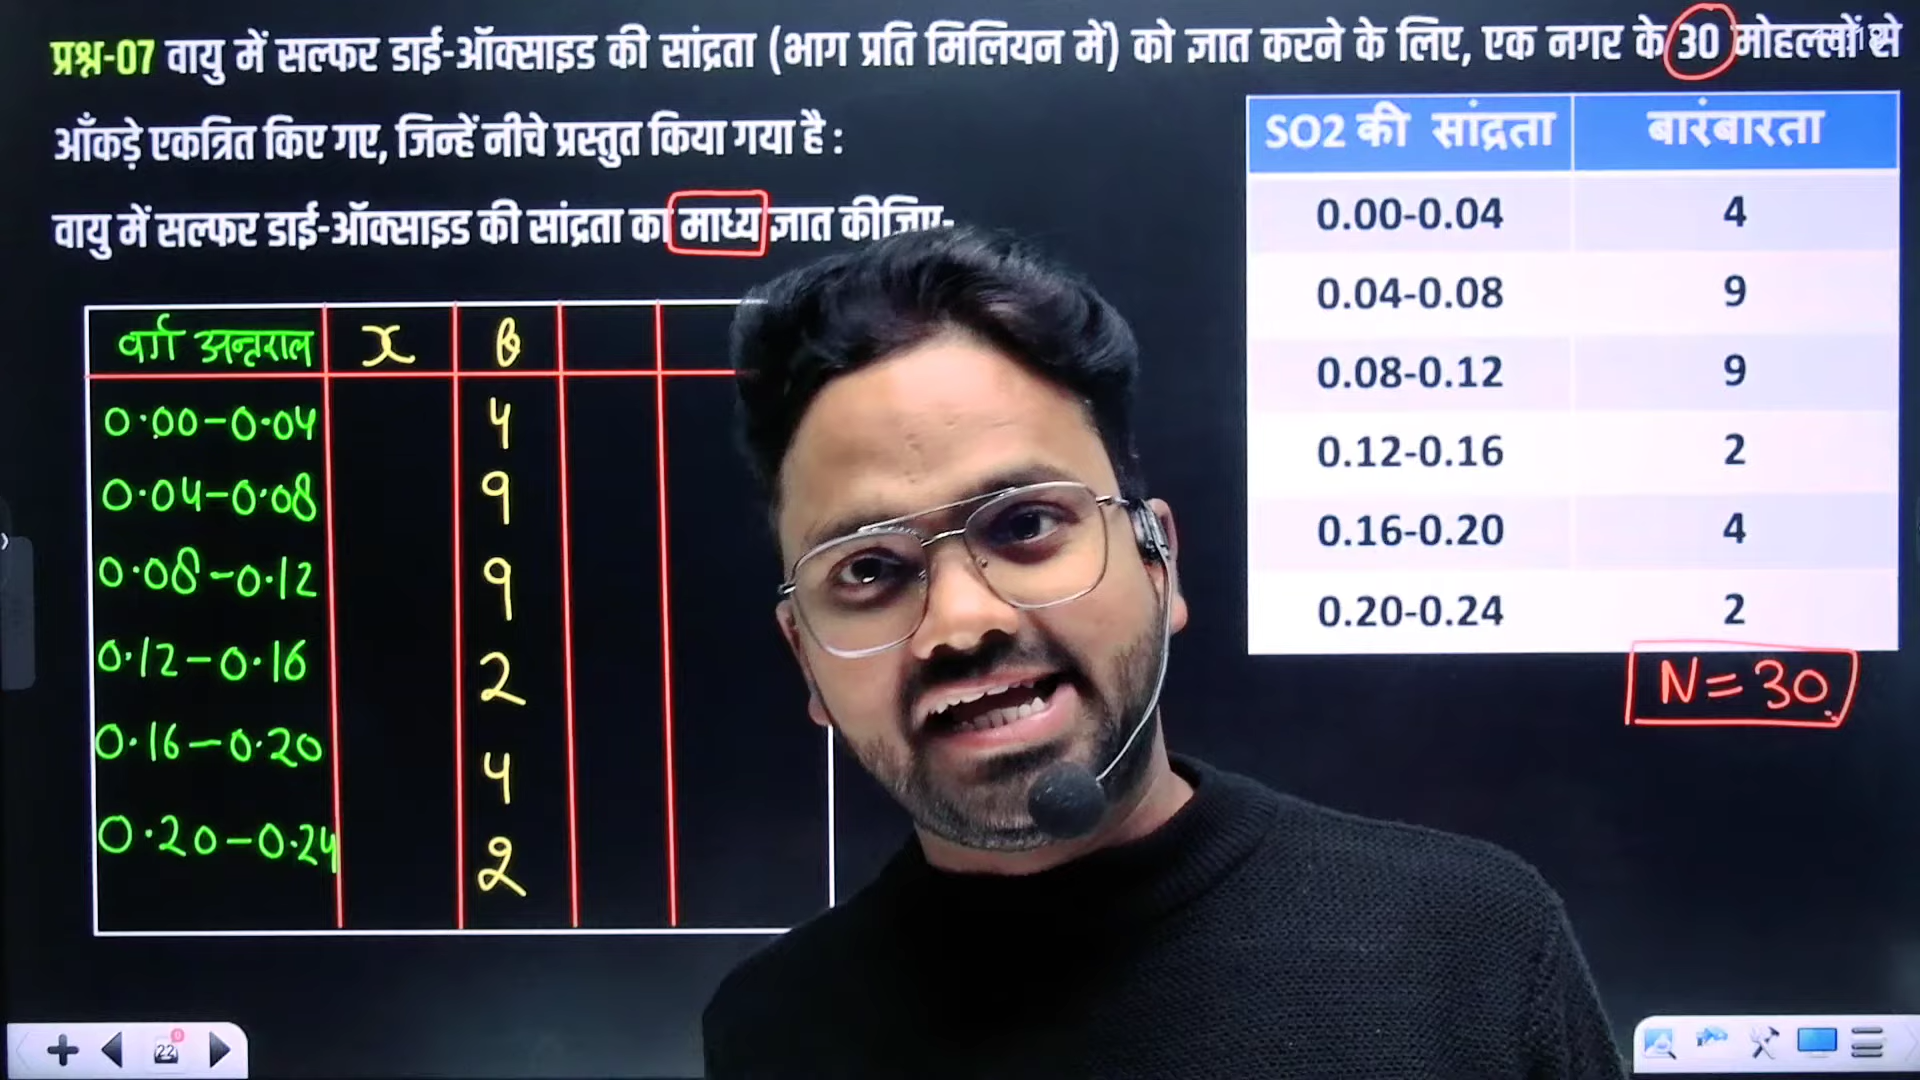 प्रश्न-07 वायु में सल्फर डाई-ऑक्साइड की सांद्रता (भाग प्रति मिलियन में) को ज्ञात करने के लिए, एक नगर के 30 मोहल्लों से
आँकड़े एकत्रित किए गए, जिन्हें नीचे प्रस्तुत किया गया है :
वायु में सल्फर डाई-ऑक्साइड की सांद्रता का माध्य ज्ञात कीजिए-
SO2 की सांद्रता बारंबारता
0.00-0.04 4
0.04-0.08 9
0.08-0.12 9
0.12-0.16 2
0.16-0.20 4
0.20-0.24 2
N = 30
वर्ग अन्तराल x f
0.00-0.04 4
0.04-0.08 9
0.08-0.12 9
0.12-0.16 2
0.16-0.20 4
0.20-0.24 2
22